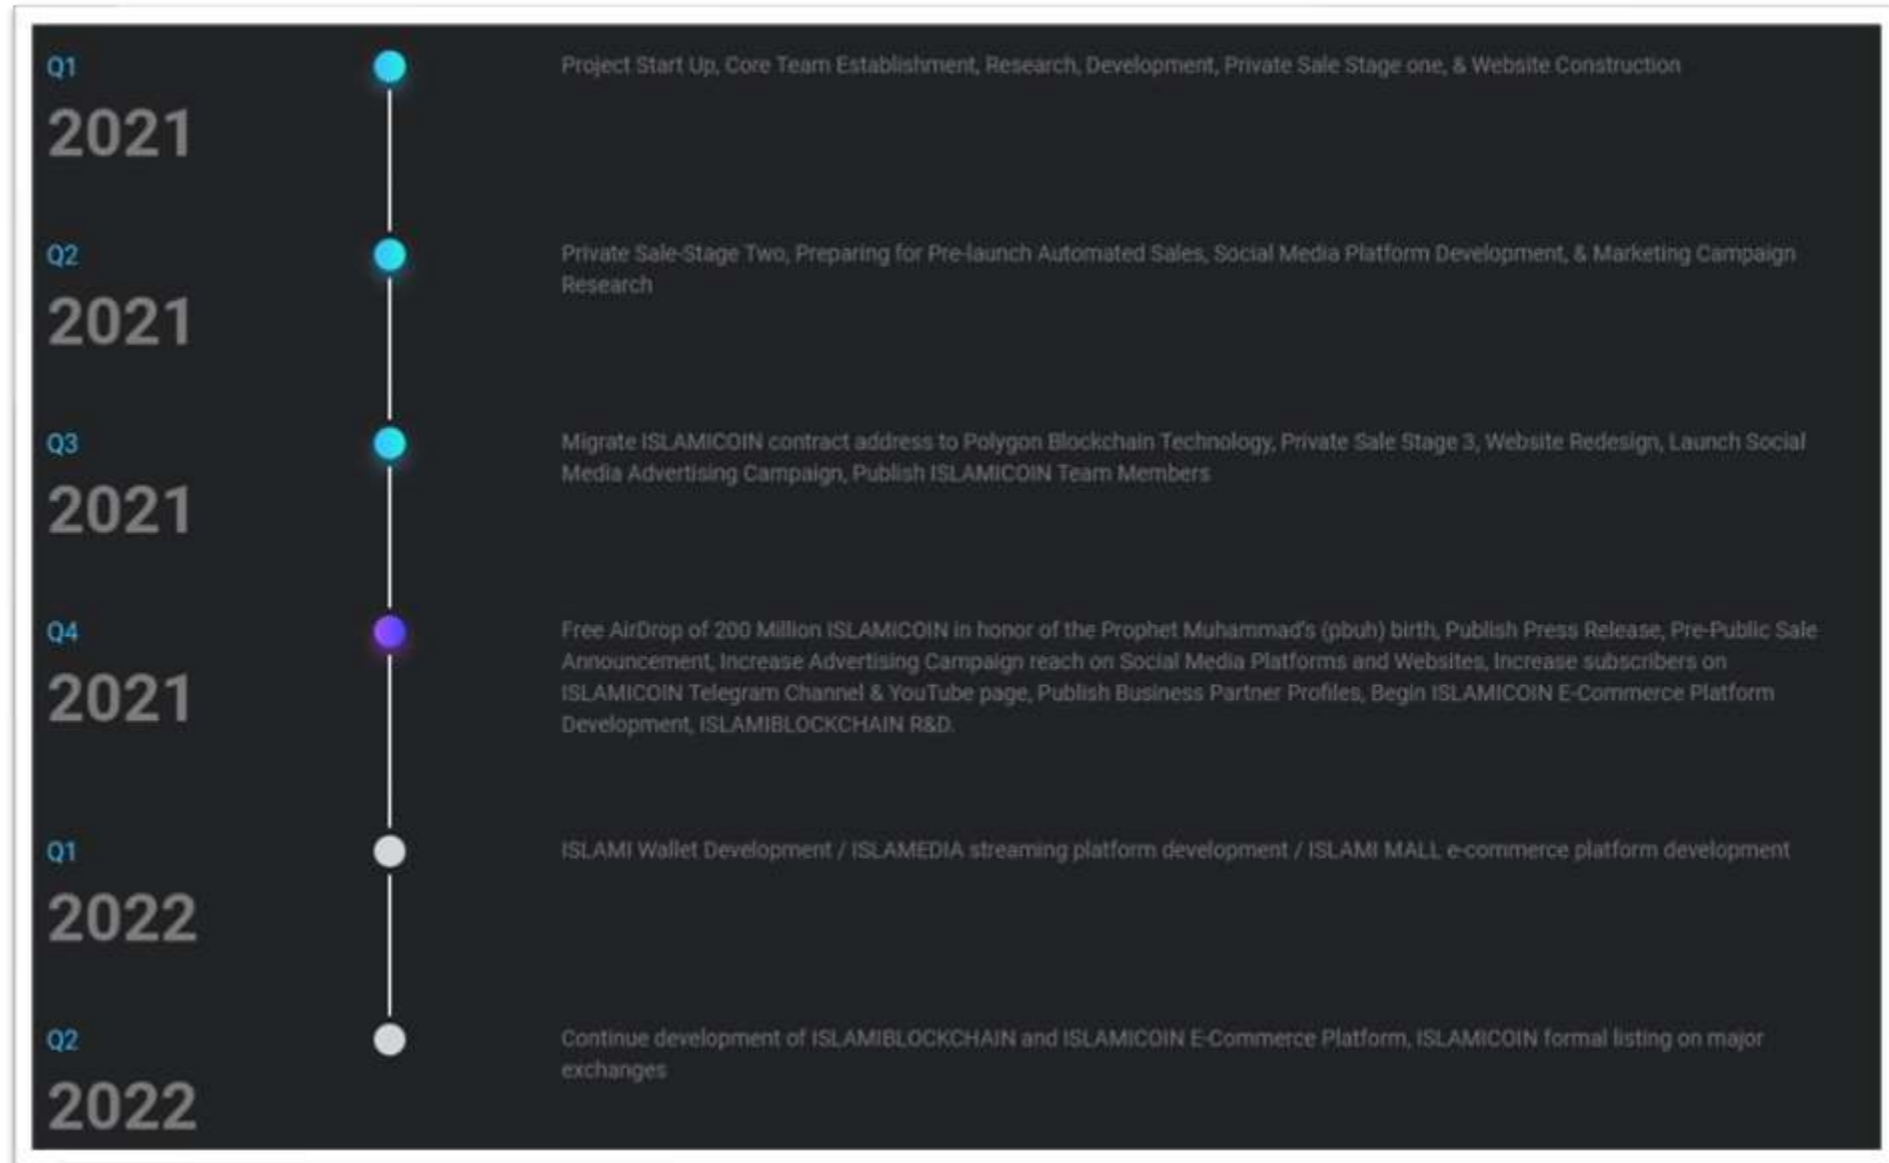 Q1
2021
Project Start Up, Core Team Establishment, Research, Development, Private Sale Stage one, & Website Construction
Q2
2021
Private Sale-Stage Two, Preparing for Pre-launch Automated Sales, Social Media Platform Development, & Marketing Campaign
Research
Q3
2021
Migrate ISLAMICOIN contract address to Polygon Blockchain Technology, Private Sale Stage 3, Website Redesign, Launch Social
Media Advertising Campaign, Publish ISLAMICOIN Team Members
Q4
2021
Free AirDrop of 200 Million ISLAMICOIN in honor of the Prophet Muhammad's (pbuh) birth, Publish Press Release, Pre-Public Sale
Announcement, Increase Advertising Campaign reach on Social Media Platforms and Websites, Increase subscribers on
ISLAMICOIN Telegram Channel & YouTube page, Publish Business Partner Profiles, Begin ISLAMICOIN E-Commerce Platform
Development, ISLAMIBLOCKCHAIN R&D.
Q1
2022
ISLAMI Wallet Development / ISLAMEDIA streaming platform development / ISLAMI MALL e-commerce platform development
Q2
2022
Continue development of ISLAMIBLOCKCHAIN and ISLAMICOIN E-Commerce Platform, ISLAMICOIN formal listing on major
exchanges